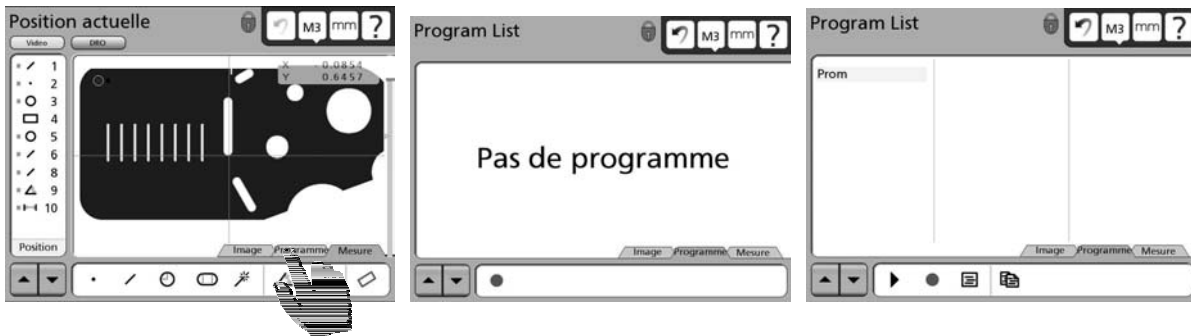 Position actuelle
M3 mm ?
Video DRO
X - 0.0854
Y 0.6457
1
2
3
4
5
6
8
9
10
Position
Image Programme Mesure
Program List
M3 mm ?
Pas de programme
Image Programme Mesure
Program List
M3 mm ?
Prom
Image Programme Mesure